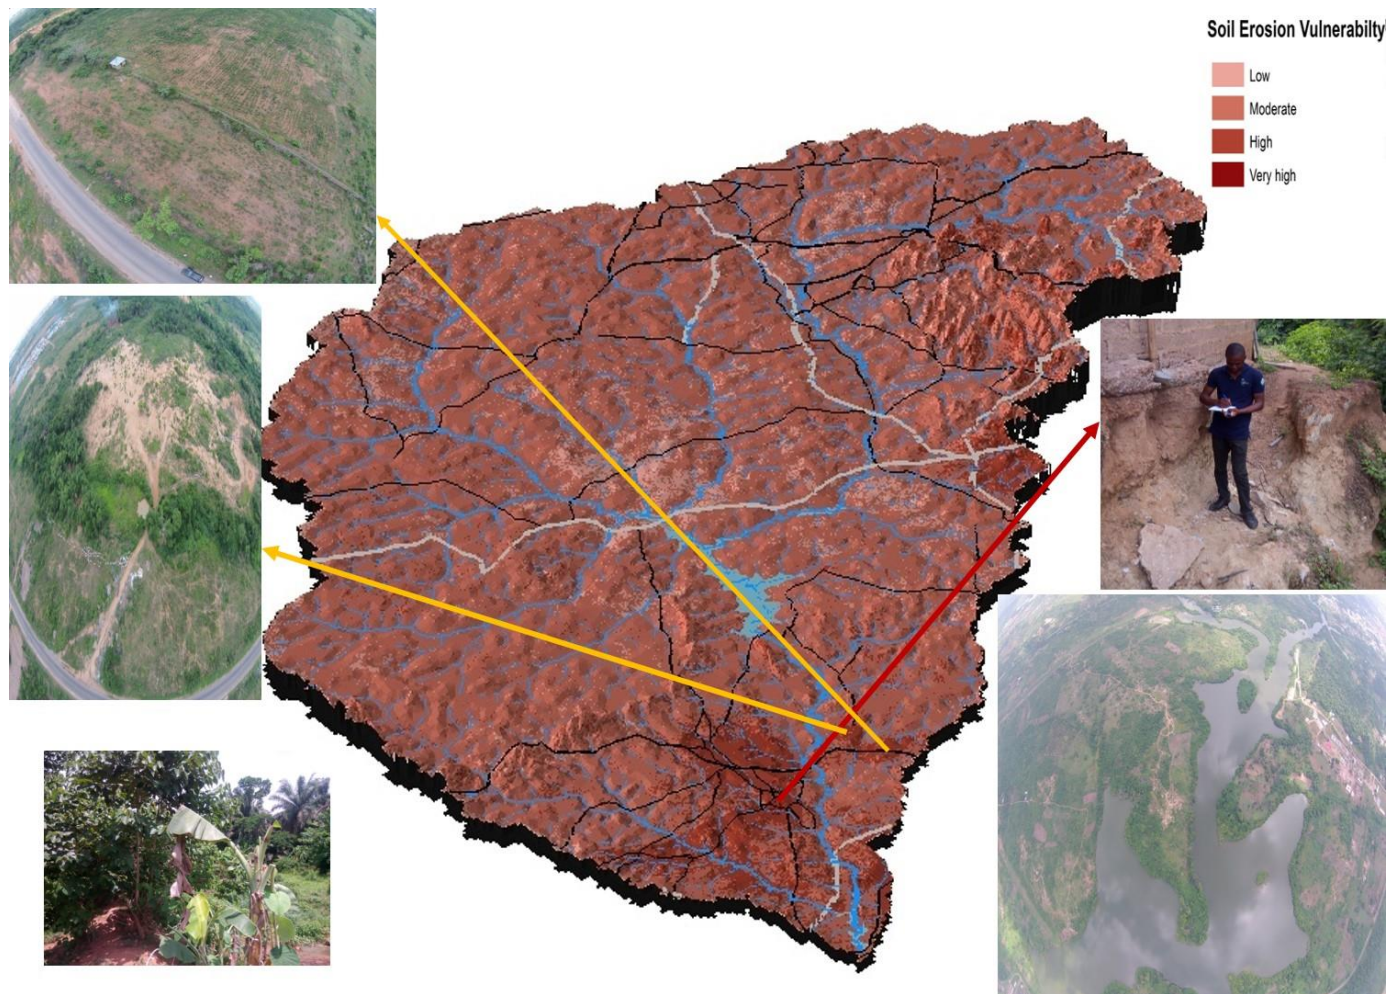 Soil Erosion Vulnerabilty
Low
Moderate
High
Very high